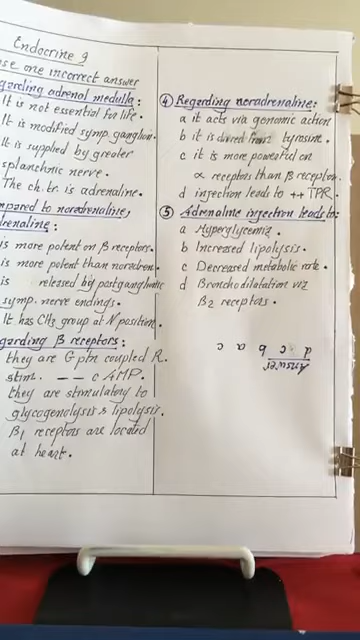 Endocrine 9
se one incorrect answer
garding adrenal medulla:
It is not essential for life.
It is modified symp. ganglion.
It is supplied by greater
splanchnic nerve.
The ch. tr. is adrenaline.
mpared to noradrenaline,
drenaline:
is more potent on β receptors.
is more potent than noradren.
is released by postganglionic
symp. nerve endings.
It has CH3 group at N position.
garding β receptors:
they are G ptn coupled R.
stim. — — c AMP.
they are stimulatory to
glycogenolysis & lipolysis.
β1 receptors are located
at heart.
④ Regarding noradrenaline:
a it acts via genomic action
b it is from tyrosine.
c it is more powerful on
α receptors than β receptor.
d injection leads to ++ TPR.
⑤ Adrenaline injection leads to:
a Hyperglycemia.
b Increased lipolysis.
c Decreased metabolic rate.
d Bronchodilatation via
β2 receptors.
Answer
d c b a c